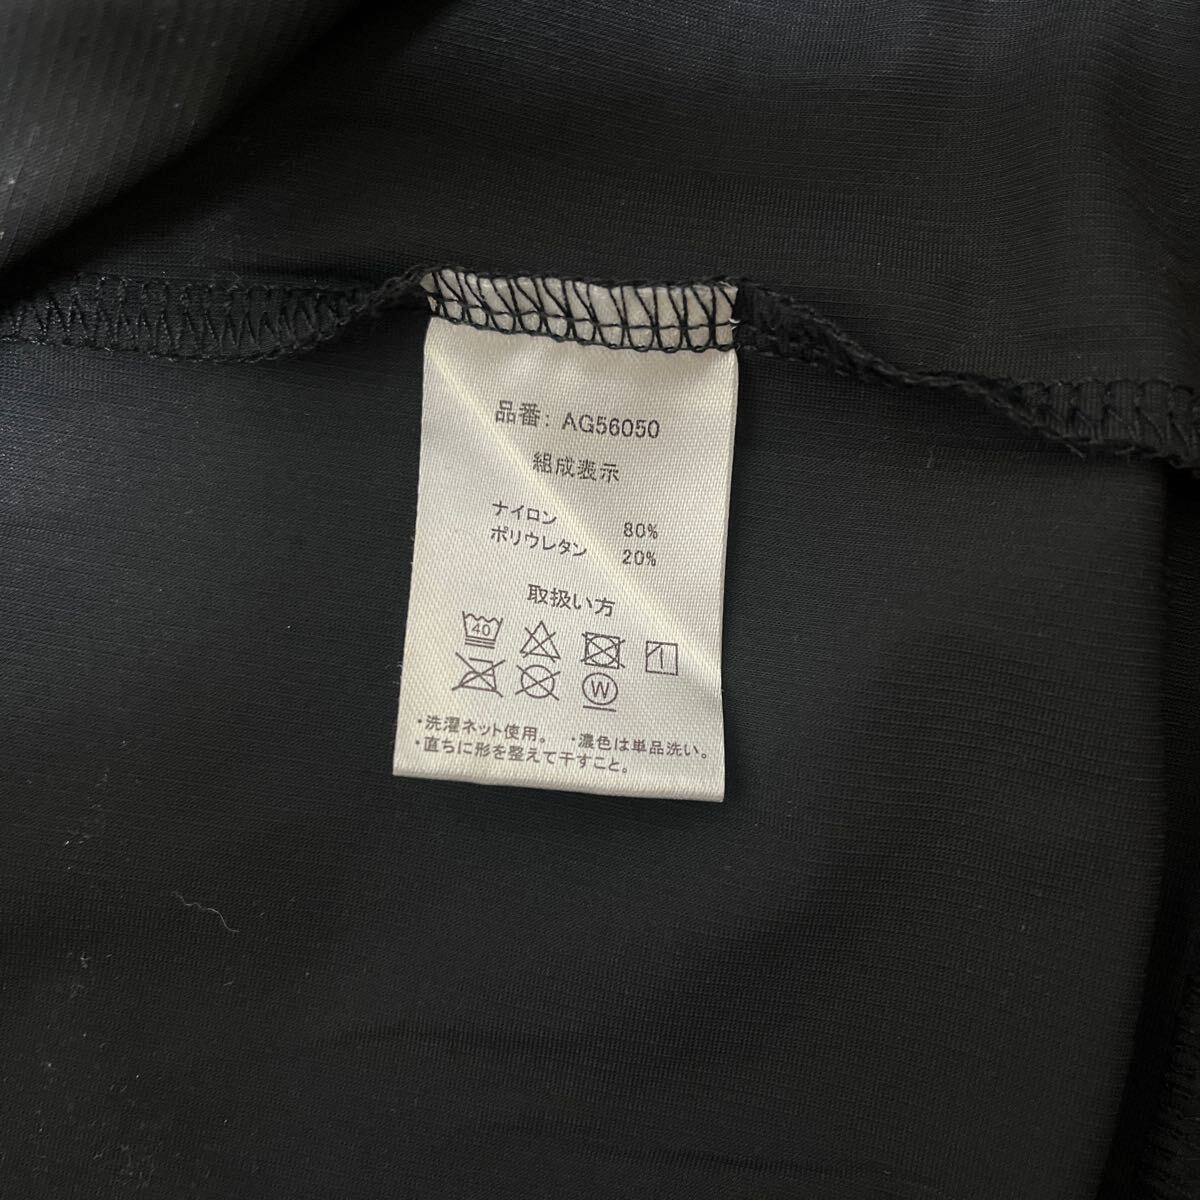 品番: AG56050
組成表示
ナイロン 80%
ポリウレタン 20%
取扱い方
40
W
・洗濯ネット使用。 ・濃色は単品洗い。
・直ちに形を整えて干すこと。